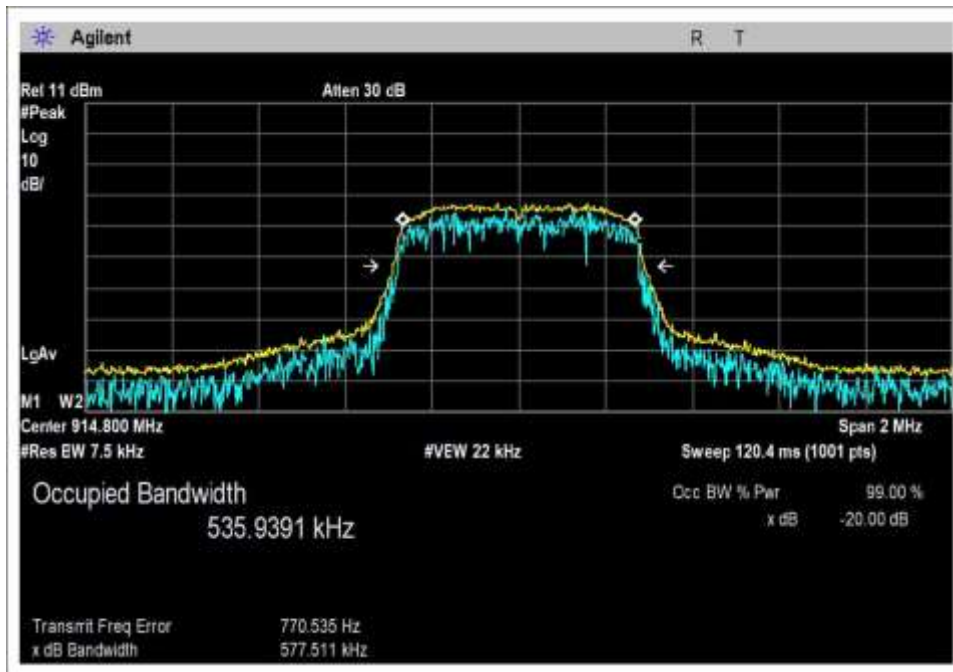 Agilent R T
Ref 11 dBm Atten 30 dB
#Peak
Log
10
dB/
LgAv
M1 W2
Center 914.800 MHz Span 2 MHz
#Res BW 7.5 kHz #VBW 22 kHz Sweep 120.4 ms (1001 pts)
Occupied Bandwidth Occ BW % Pwr 99.00 %
535.9391 kHz x dB -20.00 dB
Transmit Freq Error 770.535 Hz
x dB Bandwidth 577.511 kHz